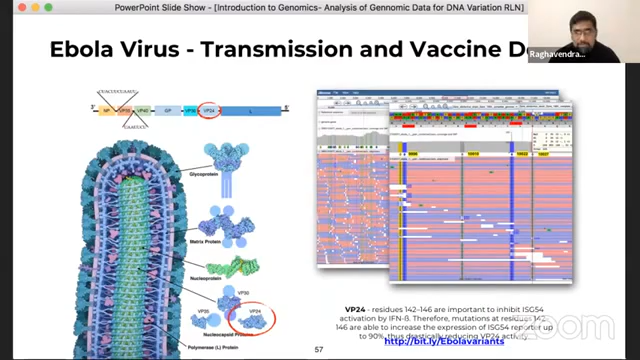 PowerPoint Slide Show - [Introduction to Genomics- Analysis of Gennomic Data for DNA Variation RLN]
Raghavendra...
Ebola Virus - Transmission and Vaccine D
3' NP VP35 VP40 GP VP30 VP24 L 5'
Glycoprotein
Matrix Protein
Nucleoprotein
VP30
VP35
VP24
Nucleocapsid Proteins
Polymerase (L) Protein
VP24 - residues 142-146 are important to inhibit ISG54
activation by IFN-B. Therefore, mutations at residues 142-
146 are able to increase the expression of ISG54 reporter up
to 90%, thus drastically reducing VP24 activity.
http://bit.ly/Ebolavariants
57
zoom